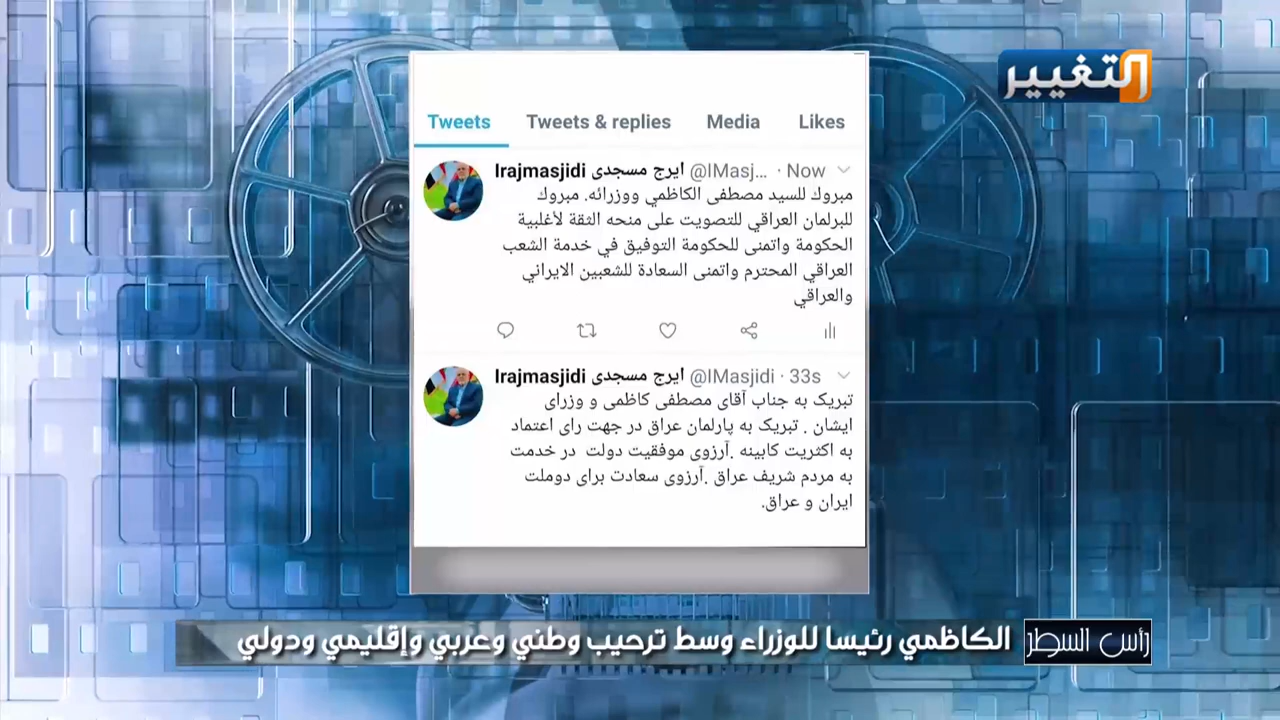 التغيير
Tweets Tweets & replies Media Likes
Irajmasjidi ایرج مسجدی @IMasj... · Now
مبروك للسيد مصطفى الكاظمي ووزرائه. مبروك
للبرلمان العراقي للتصويت على منحه الثقة لأغلبية
الحكومة واتمنى للحكومة التوفيق في خدمة الشعب
العراقي المحترم واتمنى السعادة للشعبين الايراني
والعراقي
Irajmasjidi ایرج مسجدی @IMasjidi · 33s
تبریک به جناب آقای مصطفی کاظمی و وزرای
ایشان . تبریک به پارلمان عراق در جهت رای اعتماد
به اکثریت کابینه .آرزوی موفقیت دولت در خدمت
به مردم شریف عراق .آرزوی سعادت برای دوملت
ایران و عراق.
رأس السطر
الكاظمي رئيسا للوزراء وسط ترحيب وطني وعربي وإقليمي ودولي